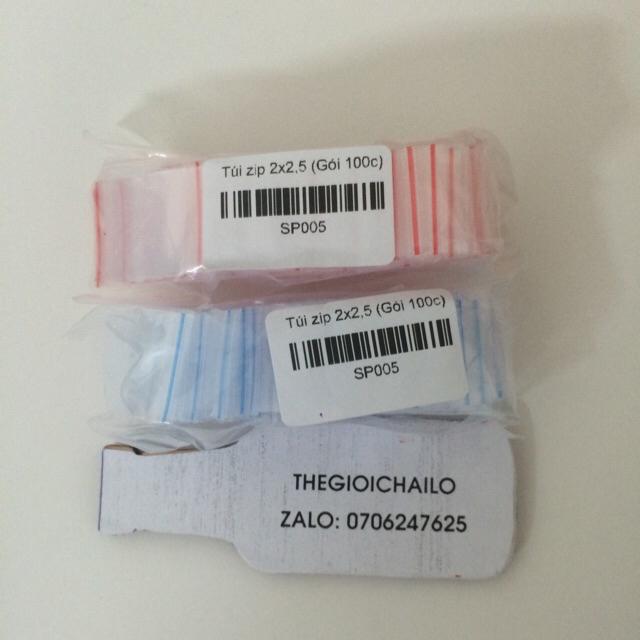 Túi zip 2x2,5 (Gói 100c)
SP005
Túi zip 2x2,5 (Gói 100c)
SP005
THEGIOICHAILO
ZALO: 0706247625